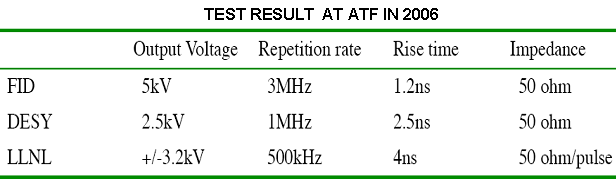 TEST RESULT AT ATF IN 2006
Output Voltage Repetition rate Rise time Impedance
FID 5kV 3MHz 1.2ns 50 ohm
DESY 2.5kV 1MHz 2.5ns 50 ohm
LLNL +/-3.2kV 500kHz 4ns 50 ohm/pulse